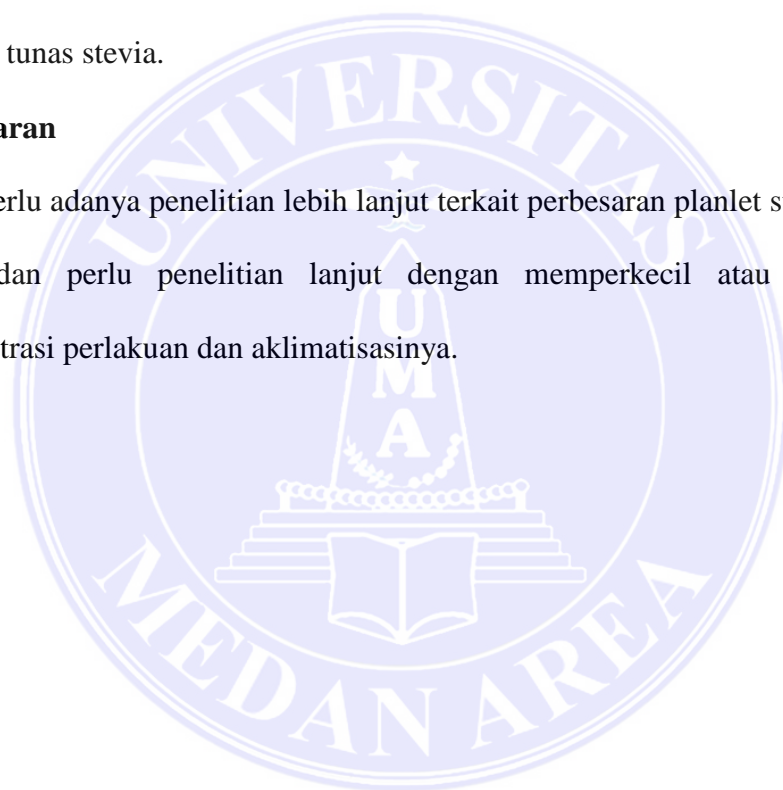 tunas stevia.
aran
erlu adanya penelitian lebih lanjut terkait perbesaran planlet s
dan perlu penelitian lanjut dengan memperkecil atau
trasi perlakuan dan aklimatisasinya.
UNIVERSITAS
UMA
MEDAN AREA